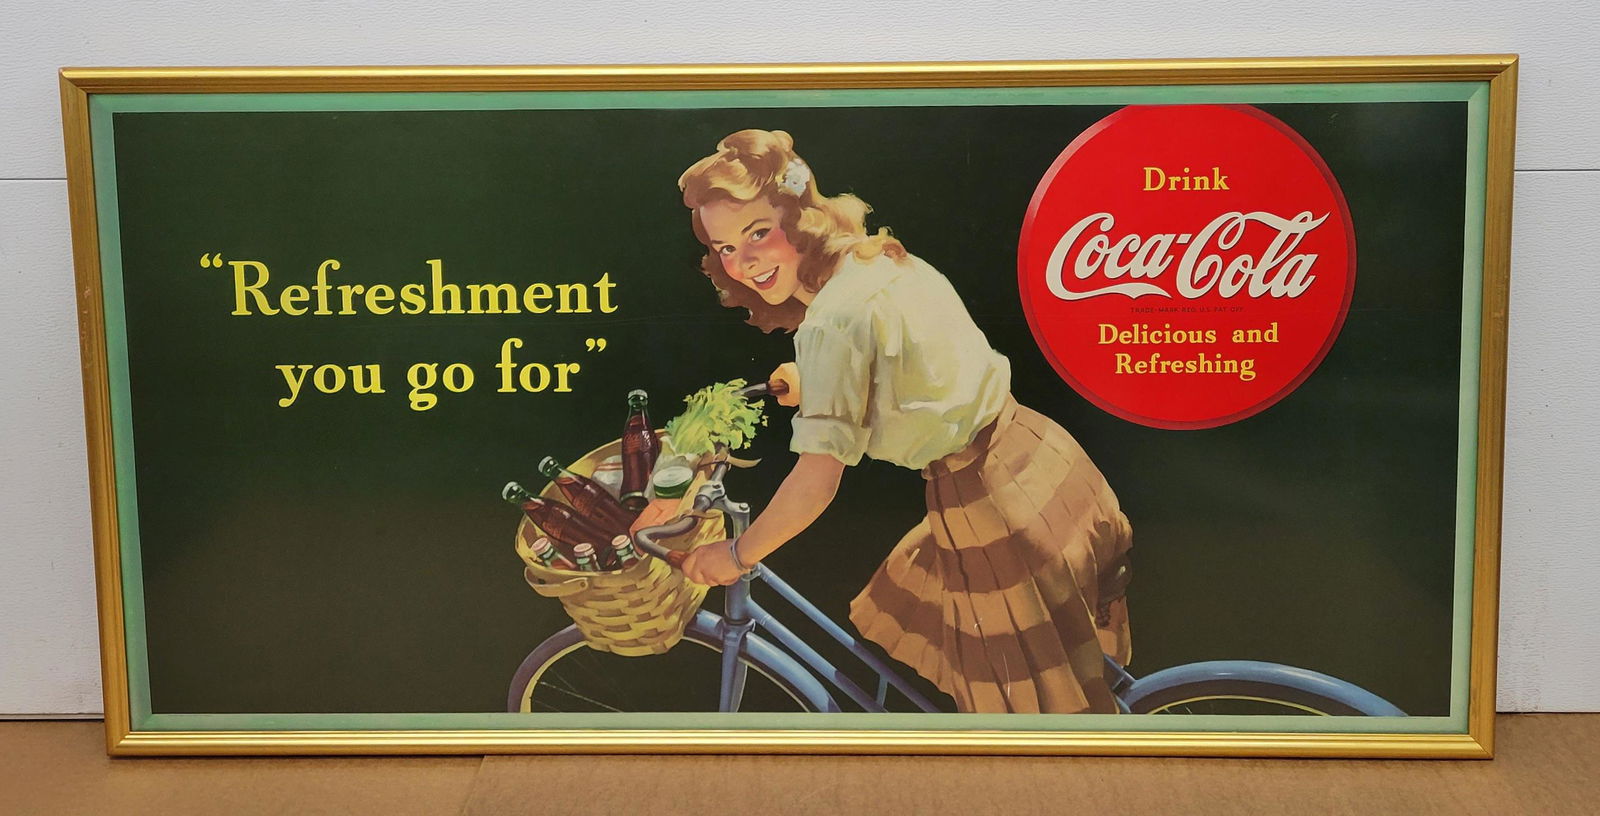 “Refreshment
you go for”
Drink
Coca-Cola
TRADE-MARK REG. U.S. PAT. OFF.
Delicious and
Refreshing